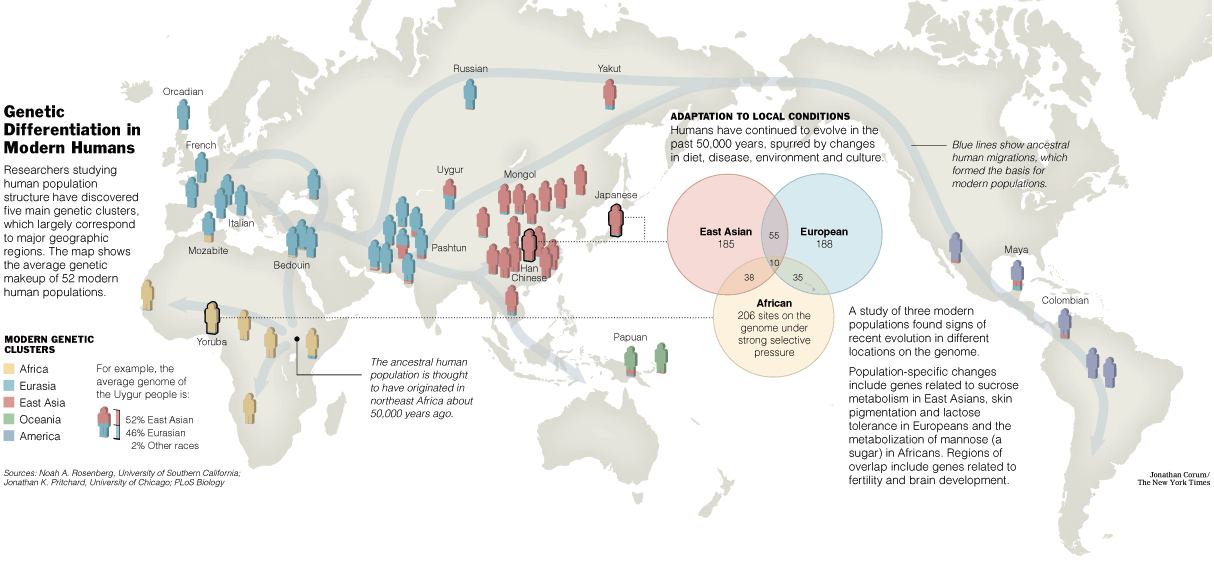 Genetic
Differentiation in
Modern Humans
Researchers studying
human population
structure have discovered
five main genetic clusters,
which largely correspond
to major geographic
regions. The map shows
the average genetic
makeup of 52 modern
human populations.
MODERN GENETIC
CLUSTERS
Africa
Eurasia
East Asia
Oceania
America
For example, the
average genome of
the Uygur people is:
52% East Asian
46% Eurasian
2% Other races
Sources: Noah A. Rosenberg, University of Southern California;
Jonathan K. Pritchard, University of Chicago; PLoS Biology
Orcadian
French
Italian
Mozabite
Bedouin
Yoruba
Russian
Yakut
Uygur
Mongol
Japanese
Pashtun
Han
Chinese
Papuan
Maya
Colombian
The ancestral human
population is thought
to have originated in
northeast Africa about
50,000 years ago.
ADAPTATION TO LOCAL CONDITIONS
Humans have continued to evolve in the
past 50,000 years, spurred by changes
in diet, disease, environment and culture.
East Asian
185
55
European
188
10
38
35
African
206 sites on the
genome under
strong selective
pressure
Blue lines show ancestral
human migrations, which
formed the basis for
modern populations.
A study of three modern
populations found signs of
recent evolution in different
locations on the genome.
Population-specific changes
include genes related to sucrose
metabolism in East Asians, skin
pigmentation and lactose
tolerance in Europeans and the
metabolization of mannose (a
sugar) in Africans. Regions of
overlap include genes related to
fertility and brain development.
Jonathan Corum/
The New York Times